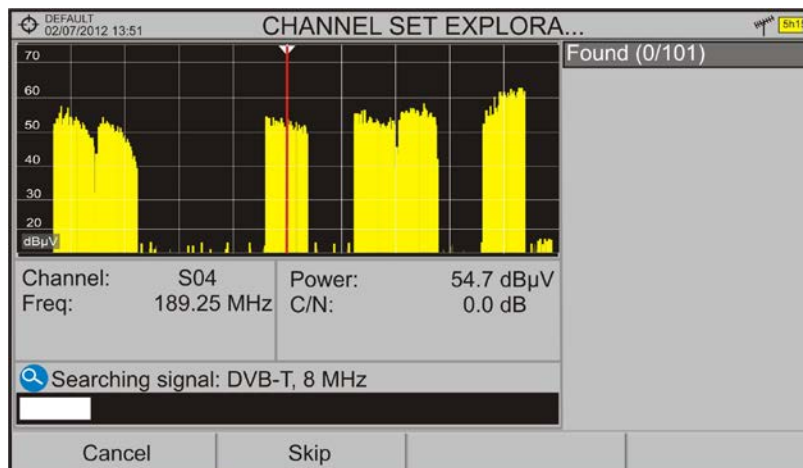 DEFAULT
02/07/2012 13:51
CHANNEL SET EXPLORA...
Found (0/101)
70
60
50
40
30
20
dBµV
Channel: S04
Freq: 189.25 MHz
Power: 54.7 dBµV
C/N: 0.0 dB
Searching signal: DVB-T, 8 MHz
Cancel Skip